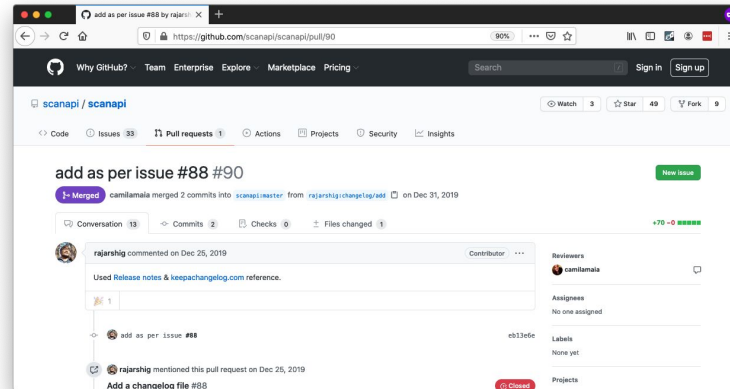 add as per issue #88 by rajarshi
https://github.com/scanapi/scanapi/pull/90
90%
Why GitHub? Team Enterprise Explore Marketplace Pricing
Search
Sign in Sign up
scanapi / scanapi
Watch 3 Star 49 Fork 9
Code Issues 33 Pull requests 1 Actions Projects Security Insights
add as per issue #88 #90
New issue
Merged camilamaia merged 2 commits into scanapi:master from rajarshig:changelog/add on Dec 31, 2019
Conversation 13 Commits 2 Checks 0 Files changed 1
+70 −0
rajarshig commented on Dec 25, 2019
Contributor ...
Used Release notes & keepachangelog.com reference.
1
Reviewers
camilamaia
Assignees
No one assigned
add as per issue #88
eb13e6e
Labels
None yet
rajarshig mentioned this pull request on Dec 25, 2019
Add a changelog file #88
Closed
Projects